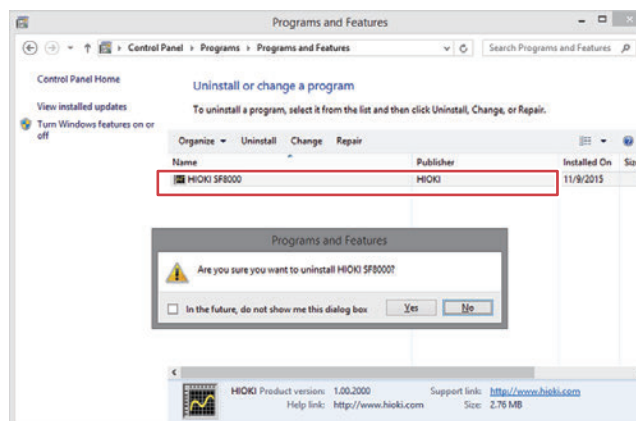 Programs and Features
Control Panel › Programs › Programs and Features
Search Programs and Features
Control Panel Home
View installed updates
Turn Windows features on or
off
Uninstall or change a program
To uninstall a program, select it from the list and then click Uninstall, Change, or Repair.
Organize Uninstall Change Repair
Name Publisher Installed On Siz
HIOKI SF8000 HIOKI 11/9/2015
Programs and Features
Are you sure you want to uninstall HIOKI SF8000?
In the future, do not show me this dialog box Yes No
HIOKI Product version: 1.00.2000 Support link: http://www.hioki.com
Help link: http://www.hioki.com Size: 2.76 MB